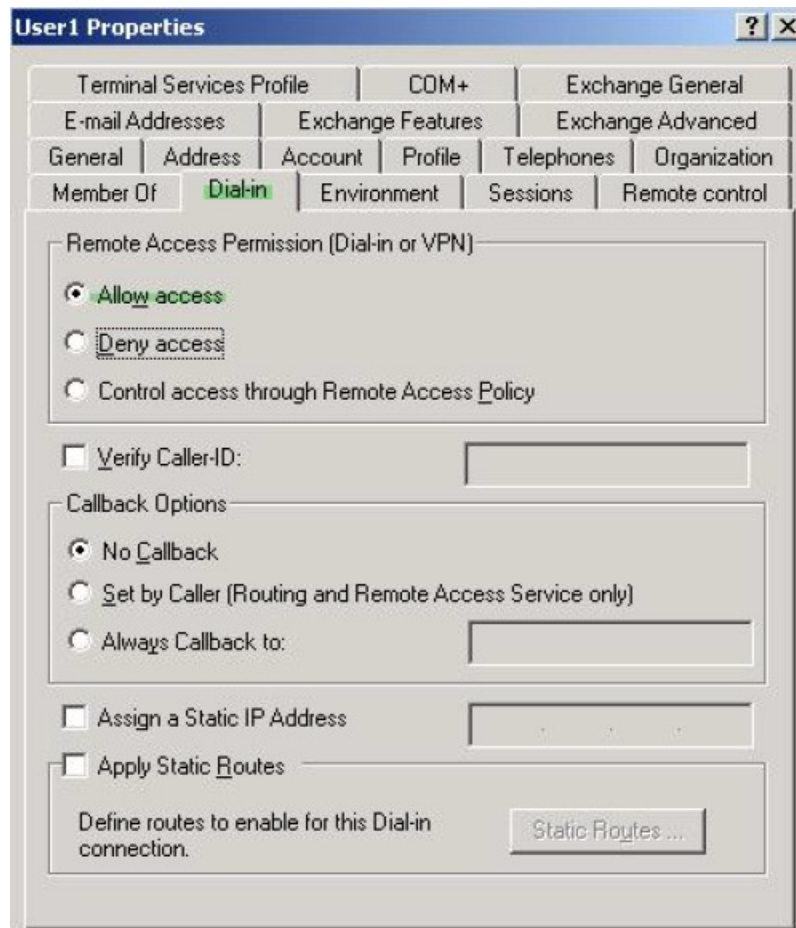 User1 Properties
Terminal Services Profile COM+ Exchange General
E-mail Addresses Exchange Features Exchange Advanced
General Address Account Profile Telephones Organization
Member Of Dial-in Environment Sessions Remote control
Remote Access Permission (Dial-in or VPN)
Allow access
Deny access
Control access through Remote Access Policy
Verify Caller-ID:
Callback Options
No Callback
Set by Caller (Routing and Remote Access Service only)
Always Callback to:
Assign a Static IP Address
Apply Static Routes
Define routes to enable for this Dial-in
connection.
Static Routes ...